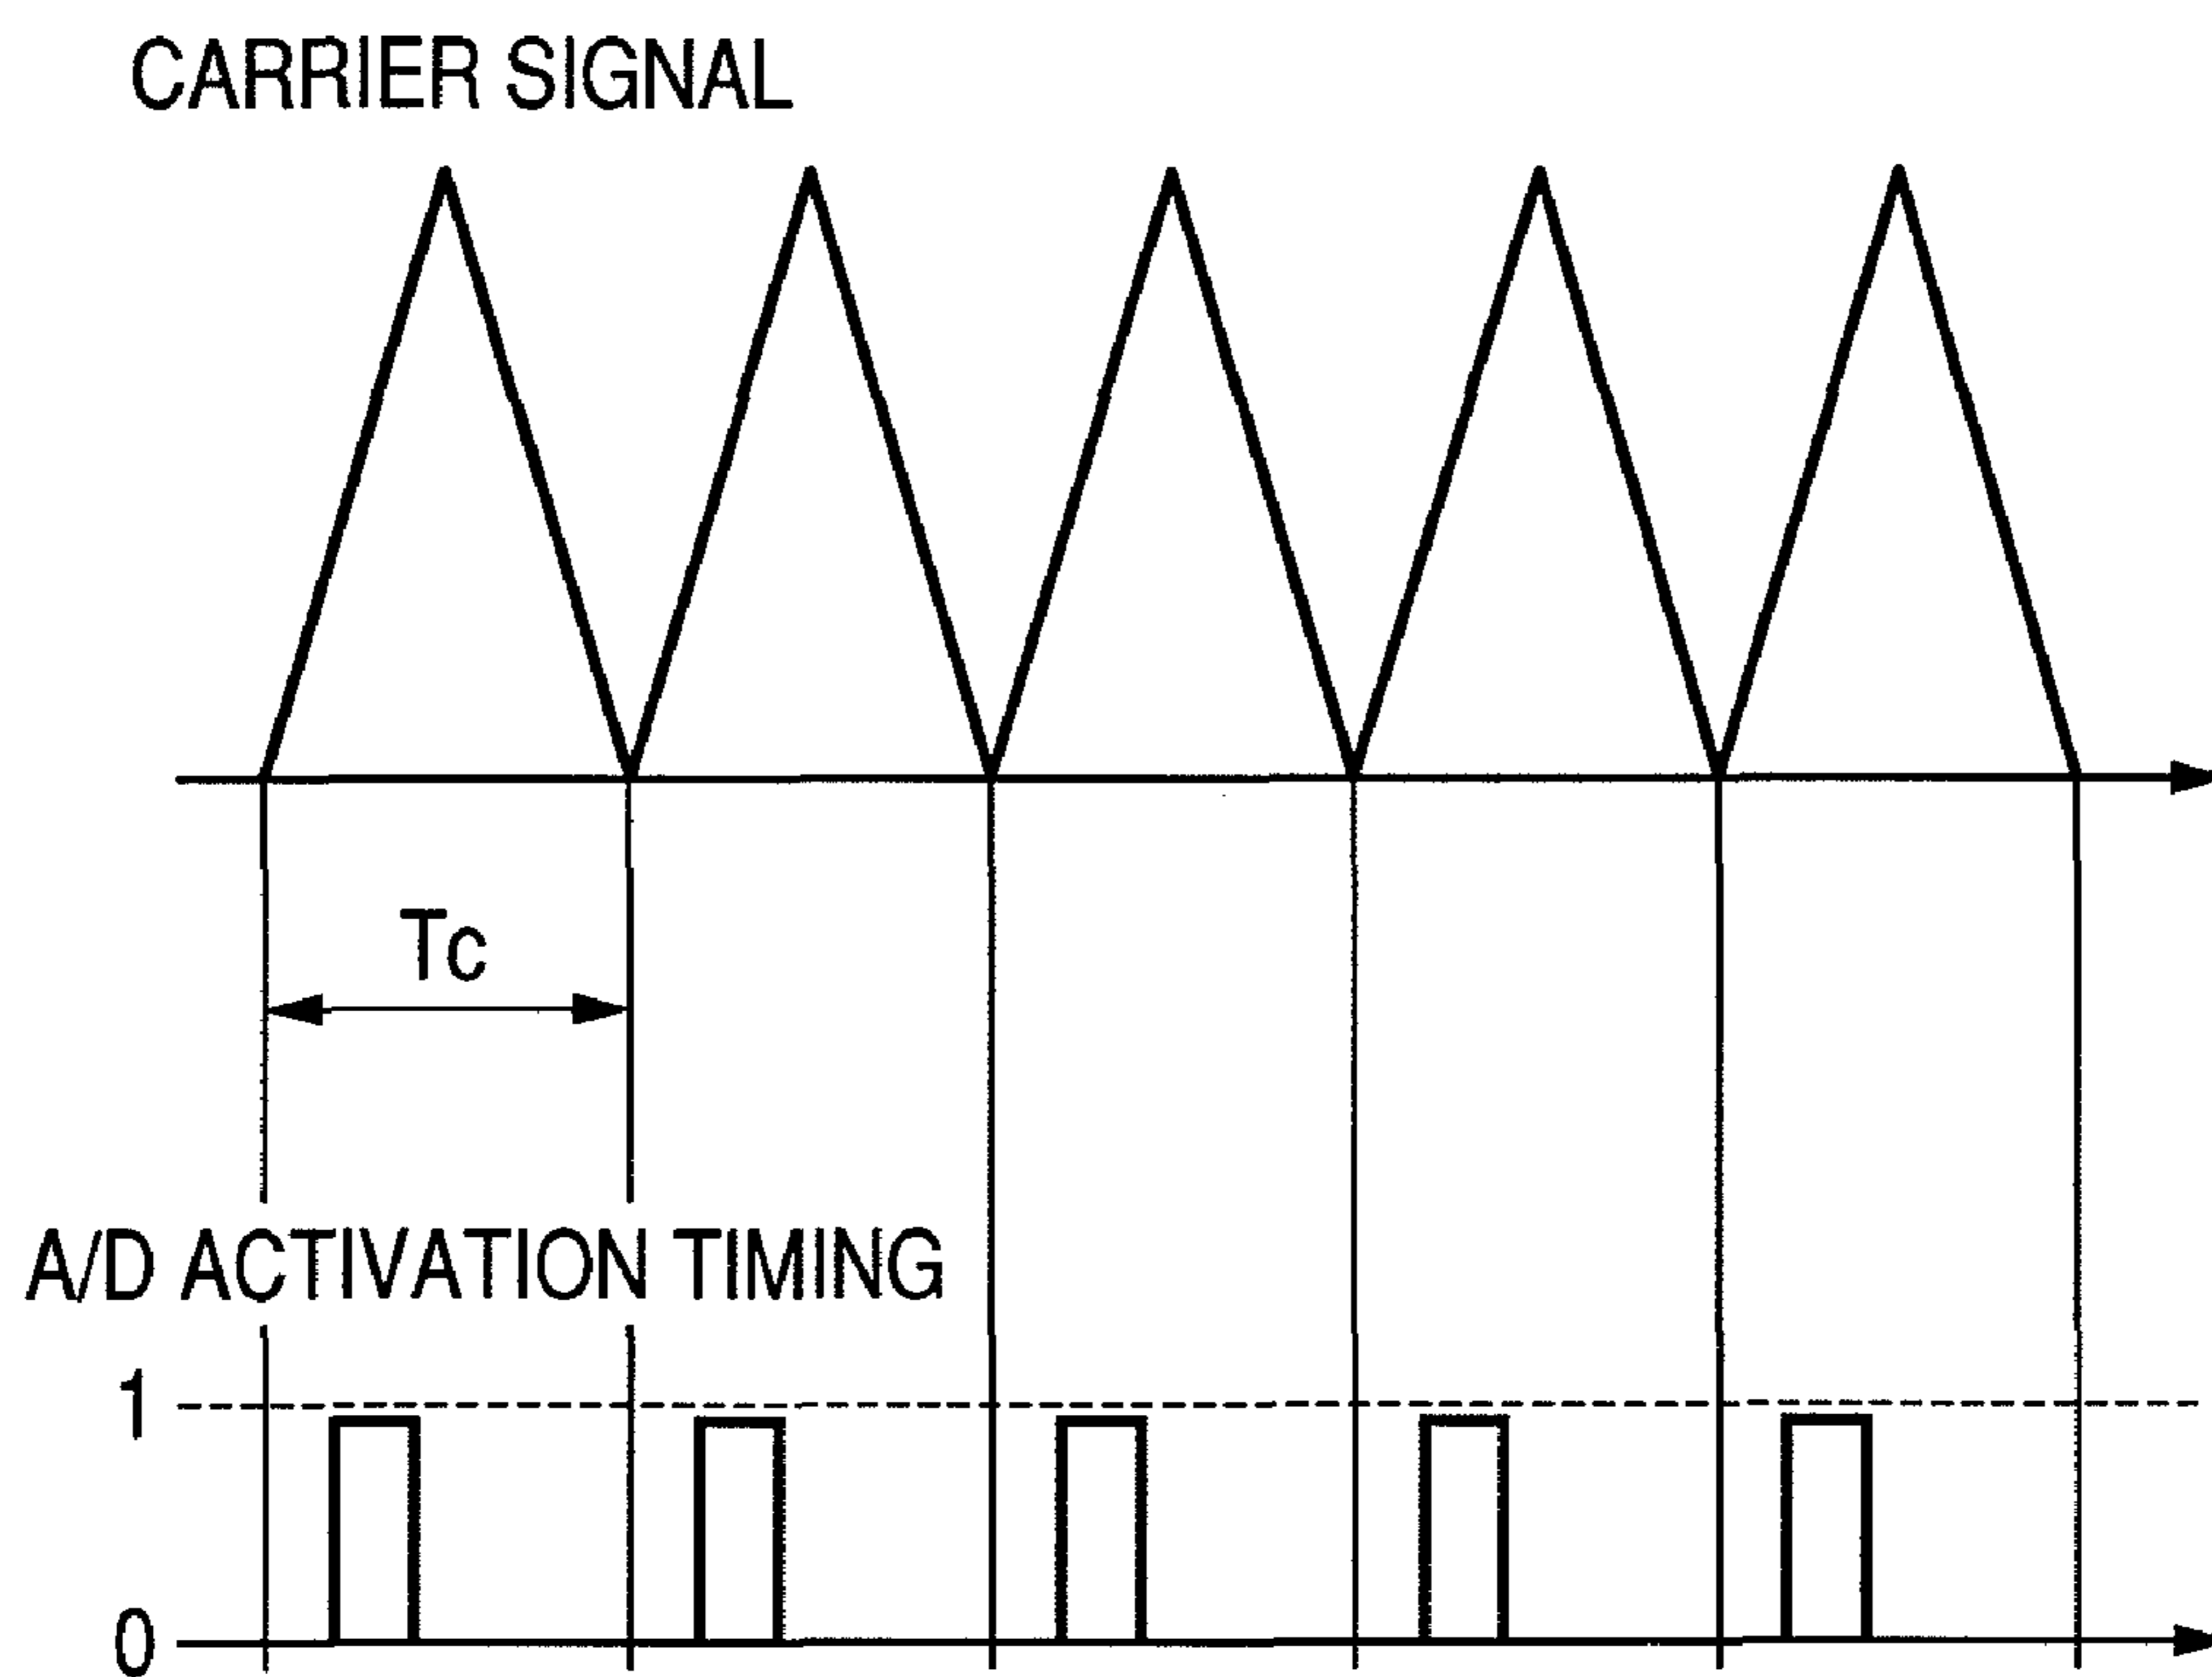 CARRIER SIGNAL
Tc
A/D ACTIVATION TIMING
1
0